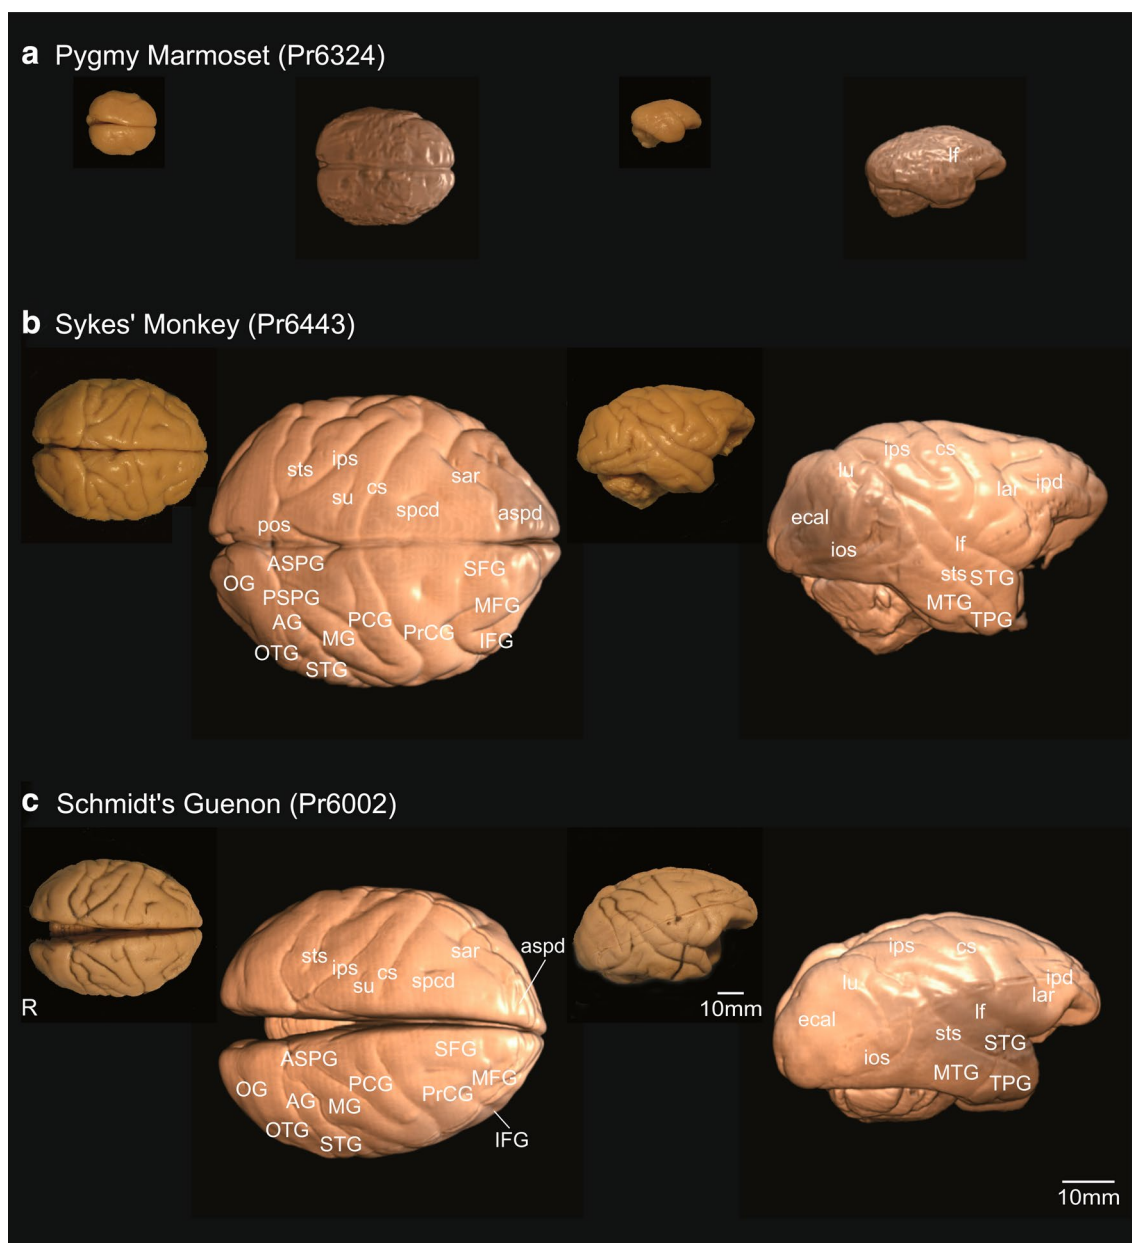 a Pygmy Marmoset (Pr6324)
lf
b Sykes' Monkey (Pr6443)
sts
ips
su
cs
spcd
sar
aspd
pos
ASPG
OG
PSPG
AG
MG
PCG
PrCG
OTG
STG
SFG
MFG
IFG
ips
cs
lu
lar
ipd
ecal
ios
lf
sts
STG
MTG
TPG
c Schmidt's Guenon (Pr6002)
R
sts
ips
su
cs
spcd
sar
aspd
ASPG
OG
AG
MG
PCG
PrCG
OTG
STG
SFG
MFG
IFG
10mm
ips
cs
lu
ipd
lar
ecal
lf
sts
STG
ios
MTG
TPG
10mm